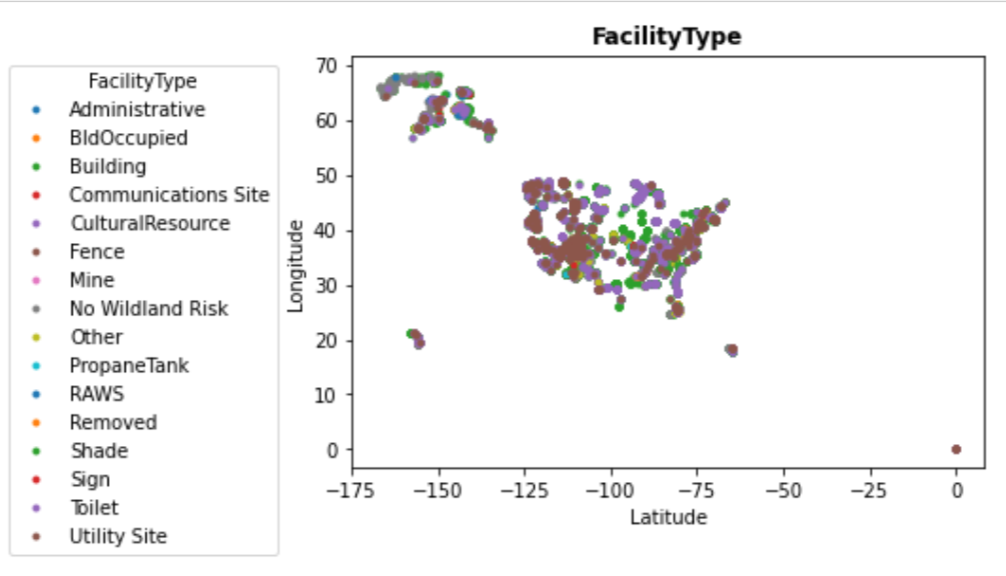 FacilityType
FacilityType
Administrative
BldOccupied
Building
Communications Site
CulturalResource
Fence
Mine
No Wildland Risk
Other
PropaneTank
RAWS
Removed
Shade
Sign
Toilet
Utility Site
Longitude
70
60
50
40
30
20
10
0
−175
−150
−125
−100
−75
−50
−25
0
Latitude